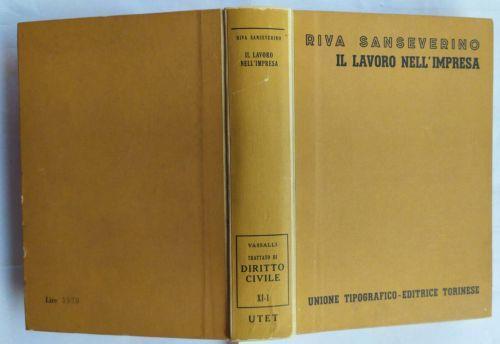 Lire
RIVA SANSEVERINO
IL LAVORO
NELL'IMPRESA
VASSALLI
TRATTATO DI
DIRITTO
CIVILE
XI-1
UTET
RIVA SANSEVERINO
IL LAVORO NELL'IMPRESA
UNIONE TIPOGRAFICO-EDITRICE TORINESE